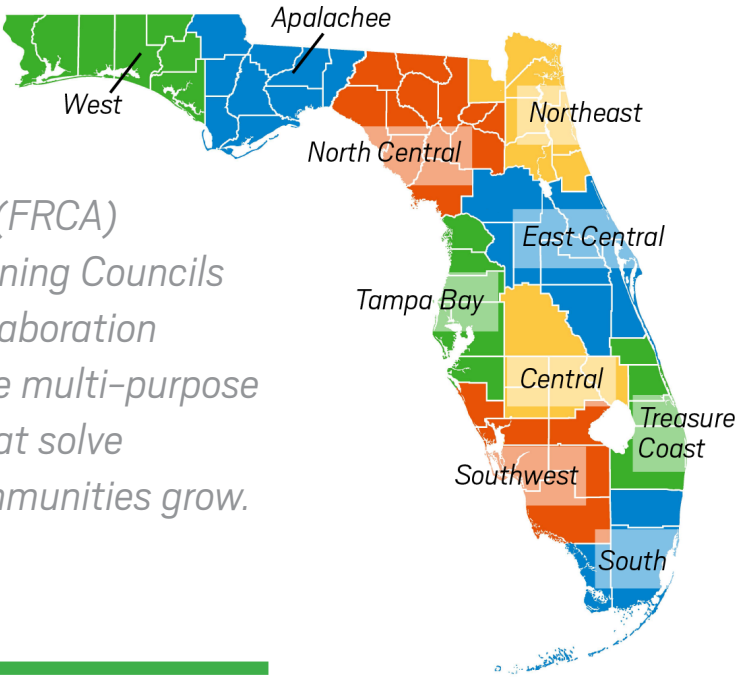 Apalachee
West
Northeast
North Central
(FRCA)
ning Councils
aboration
e multi-purpose
at solve
munities grow.
East Central
Tampa Bay
Central
Treasure
Coast
Southwest
South